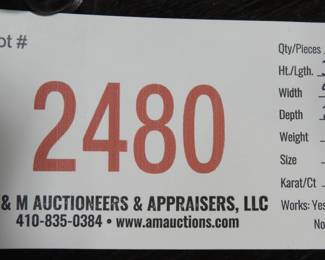 ot #
2480
& M AUCTIONEERS & APPRAISERS, LLC
410-835-0384 • www.amauctions.com
Qty/Pieces
Ht./Lgth.
Width
Depth
Weight
Size
Karat/Ct
Works: Yes
No